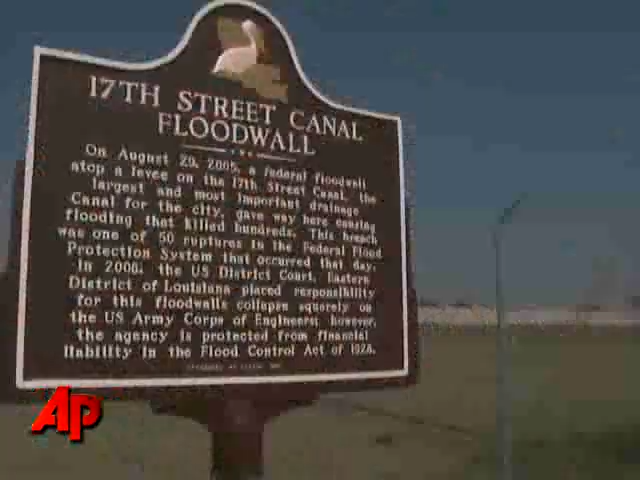 17TH STREET CANAL
FLOODWALL
On August 29, 2005, a federal floodwall
atop a levee on the 17th Street Canal, the
largest and most important drainage
Canal for the city, gave way here causing
flooding that killed hundreds. This breach
was one of 50 ruptures in the Federal Flood
Protection System that occurred that day.
In 2008, the US District Court, Eastern
District of Louisiana placed responsibility
for this floodwalls collapse squarely on
the US Army Corps of Engineers; however,
the agency is protected from financial
liability in the Flood Control Act of 1928.
AP